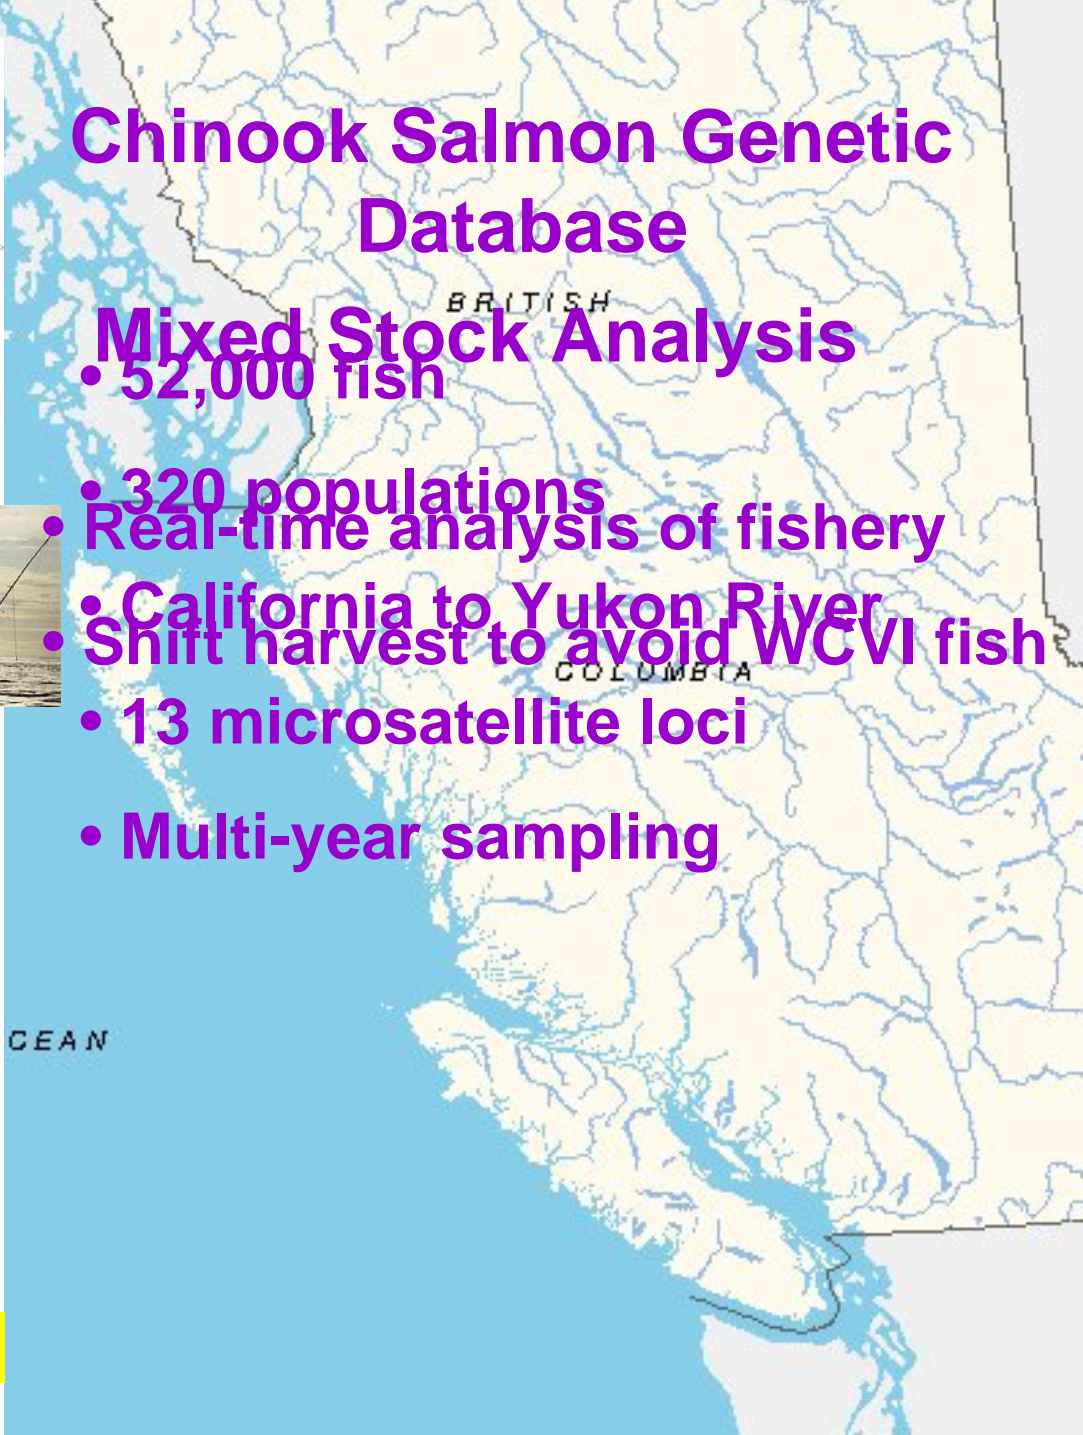 Chinook Salmon Genetic
Database
BRITISH
Mixed Stock Analysis
• 52,000 fish
• 320 populations
• Real-time analysis of fishery
• California to Yukon River
• Shift harvest to avoid WCVI fish
COLUMBIA
• 13 microsatellite loci
• Multi-year sampling
CEAN